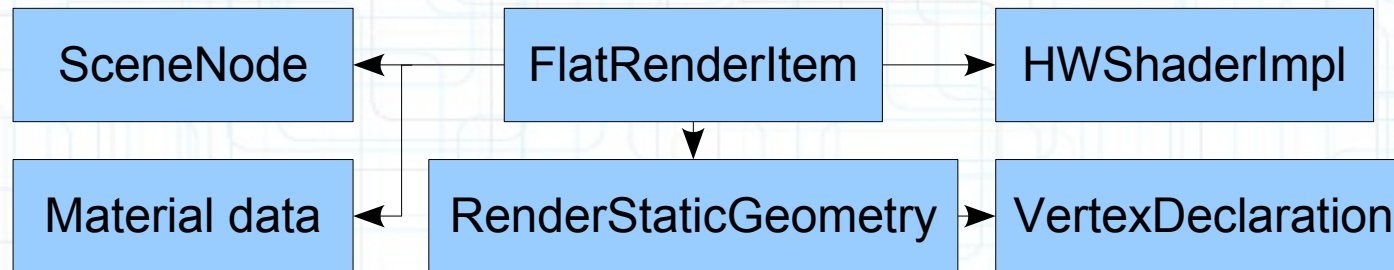 SceneNode
FlatRenderItem
HWShaderImpl
Material data
RenderStaticGeometry
VertexDeclaration